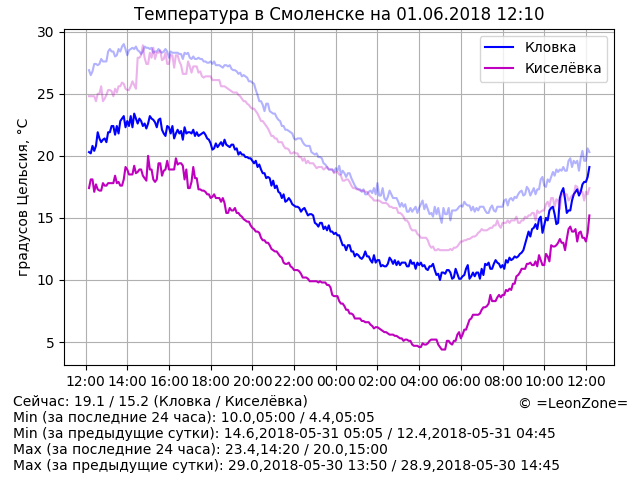 Температура в Смоленске на 01.06.2018 12:10
30
25
20
15
10
5
градусов Цельсия, °C
Кловка
Киселёвка
12:00 14:00 16:00 18:00 20:00 22:00 00:00 02:00 04:00 06:00 08:00 10:00 12:00
Сейчас: 19.1 / 15.2 (Кловка / Киселёвка)
© =LeonZone=
Min (за последние 24 часа): 10.0,05:00 / 4.4,05:05
Min (за предыдущие сутки): 14.6,2018-05-31 05:05 / 12.4,2018-05-31 04:45
Max (за последние 24 часа): 23.4,14:20 / 20.0,15:00
Max (за предыдущие сутки): 29.0,2018-05-30 13:50 / 28.9,2018-05-30 14:45